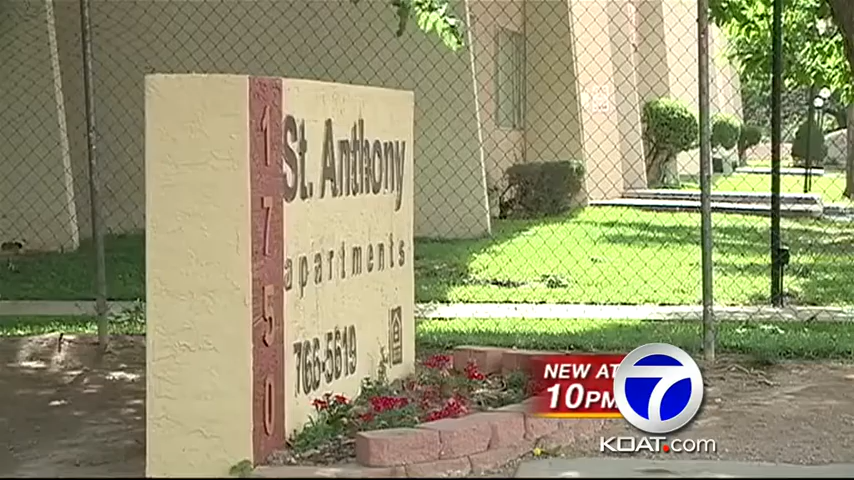 1750
St. Anthony
apartments
766-5619
NEW AT
10PM
7
KOAT.com